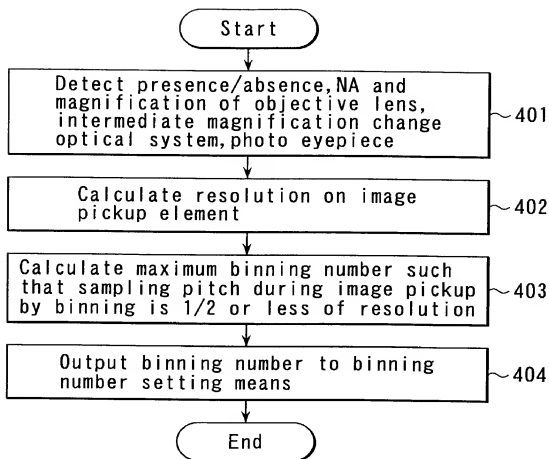 Start
Detect presence/absence,NA and
magnification of objective lens,
intermediate magnification change
optical system,photo eyepiece
401
Calculate resolution on image
pickup element
402
Calculate maximum binning number such
that sampling pitch during image pickup
by binning is 1/2 or less of resolution
403
Output binning number to binning
number setting means
404
End